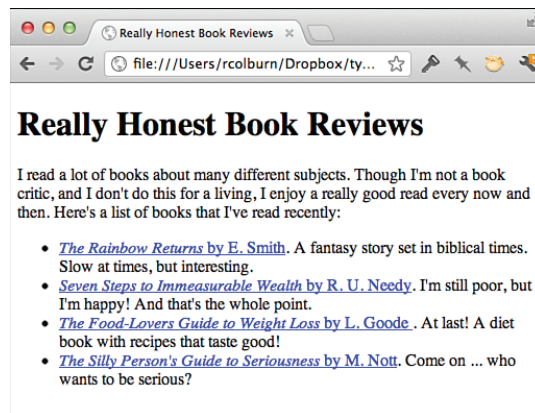 Really Honest Book Reviews
file:///Users/rcolburn/Dropbox/ty...
Really Honest Book Reviews
I read a lot of books about many different subjects. Though I'm not a book
critic, and I don't do this for a living, I enjoy a really good read every now and
then. Here's a list of books that I've read recently:
• The Rainbow Returns by E. Smith. A fantasy story set in biblical times.
Slow at times, but interesting.
• Seven Steps to Immeasurable Wealth by R. U. Needy. I'm still poor, but
I'm happy! And that's the whole point.
• The Food-Lovers Guide to Weight Loss by L. Goode . At last! A diet
book with recipes that taste good!
• The Silly Person's Guide to Seriousness by M. Nott. Come on ... who
wants to be serious?